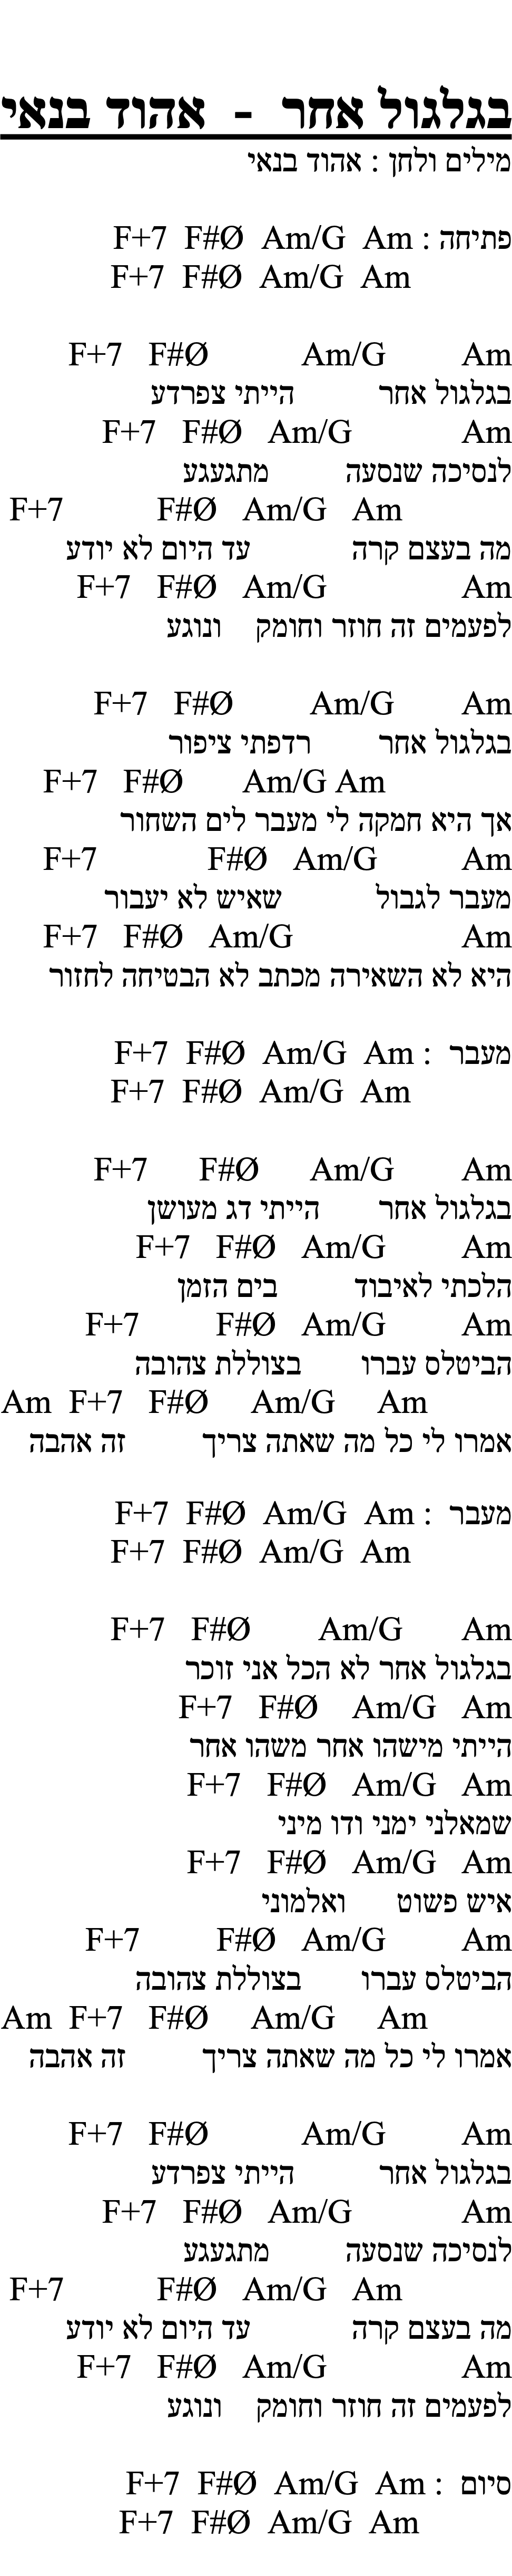 בגלגול אחר - אהוד בנאי
מילים ולחן : אהוד בנאי
פתיחה : F+7 F#Ø Am/G Am
F+7 F#Ø Am/G Am
F+7 F#Ø Am/G Am
בגלגול אחר הייתי צפרדע
F+7 F#Ø Am/G Am
לנסיכה שנסעה מתגעגע
F+7 F#Ø Am/G Am
מה בעצם קרה עד היום לא יודע
F+7 F#Ø Am/G Am
לפעמים זה חוזר וחומק ונוגע
F+7 F#Ø Am/G Am
בגלגול אחר רדפתי ציפור
F+7 F#Ø Am/G Am
אך היא חמקה לי מעבר לים השחור
F+7 F#Ø Am/G Am
מעבר לגבול שאיש לא יעבור
F+7 F#Ø Am/G Am
היא לא השאירה מכתב לא הבטיחה לחזור
מעבר : F+7 F#Ø Am/G Am
F+7 F#Ø Am/G Am
F+7 F#Ø Am/G Am
בגלגול אחר הייתי דג מעושן
F+7 F#Ø Am/G Am
הלכתי לאיבוד בים הזמן
F+7 F#Ø Am/G Am
הביטלס עברו בצוללת צהובה
Am F+7 F#Ø Am/G Am
אמרו לי כל מה שאתה צריך זה אהבה
מעבר : F+7 F#Ø Am/G Am
F+7 F#Ø Am/G Am
F+7 F#Ø Am/G Am
בגלגול אחר לא הכל אני זוכר
F+7 F#Ø Am/G Am
הייתי מישהו אחר משהו אחר
F+7 F#Ø Am/G Am
שמאלני ימני ודו מיני
F+7 F#Ø Am/G Am
איש פשוט ואלמוני
F+7 F#Ø Am/G Am
הביטלס עברו בצוללת צהובה
Am F+7 F#Ø Am/G Am
אמרו לי כל מה שאתה צריך זה אהבה
F+7 F#Ø Am/G Am
בגלגול אחר הייתי צפרדע
F+7 F#Ø Am/G Am
לנסיכה שנסעה מתגעגע
F+7 F#Ø Am/G Am
מה בעצם קרה עד היום לא יודע
F+7 F#Ø Am/G Am
לפעמים זה חוזר וחומק ונוגע
סיום : F+7 F#Ø Am/G Am
F+7 F#Ø Am/G Am